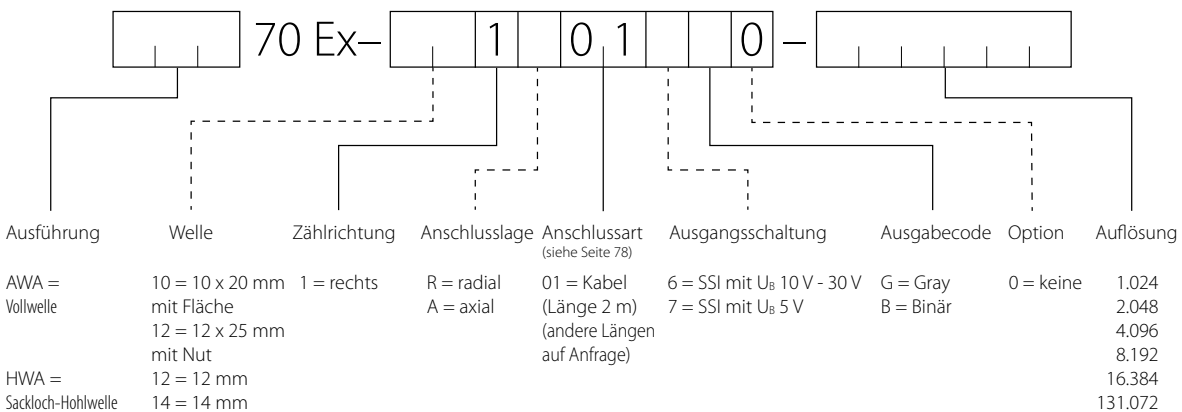 70 Ex– 1 0 1 0 –
Ausführung Welle Zählrichtung Anschlusslage Anschlussart Ausgangsschaltung Ausgabecode Option Auflösung
(siehe Seite 78)
AWA = 10 = 10 x 20 mm 1 = rechts R = radial 01 = Kabel 6 = SSI mit UB 10 V - 30 V G = Gray 0 = keine 1.024
Vollwelle mit Fläche A = axial (Länge 2 m) 7 = SSI mit UB 5 V B = Binär 2.048
12 = 12 x 25 mm (andere Längen 4.096
mit Nut auf Anfrage) 8.192
HWA = 12 = 12 mm 16.384
Sackloch-Hohlwelle 14 = 14 mm 131.072